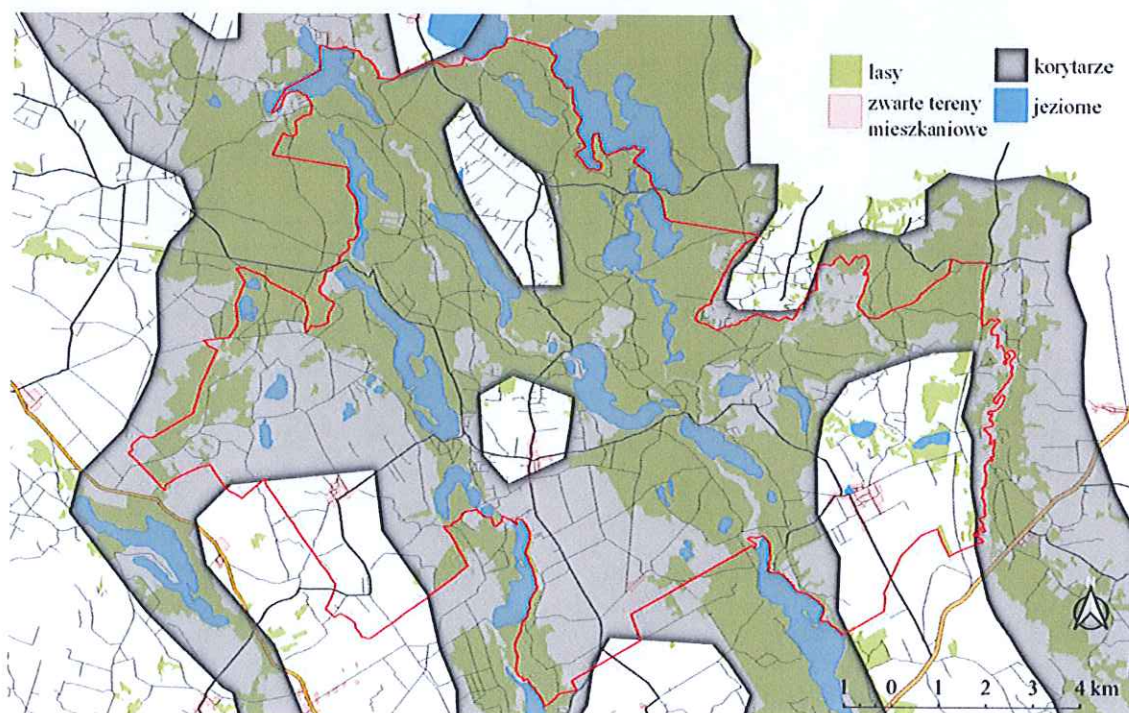 lasy
zwarte tereny
mieszkaniowe
korytarze
jeziorne
1 0 1 2 3 4 km